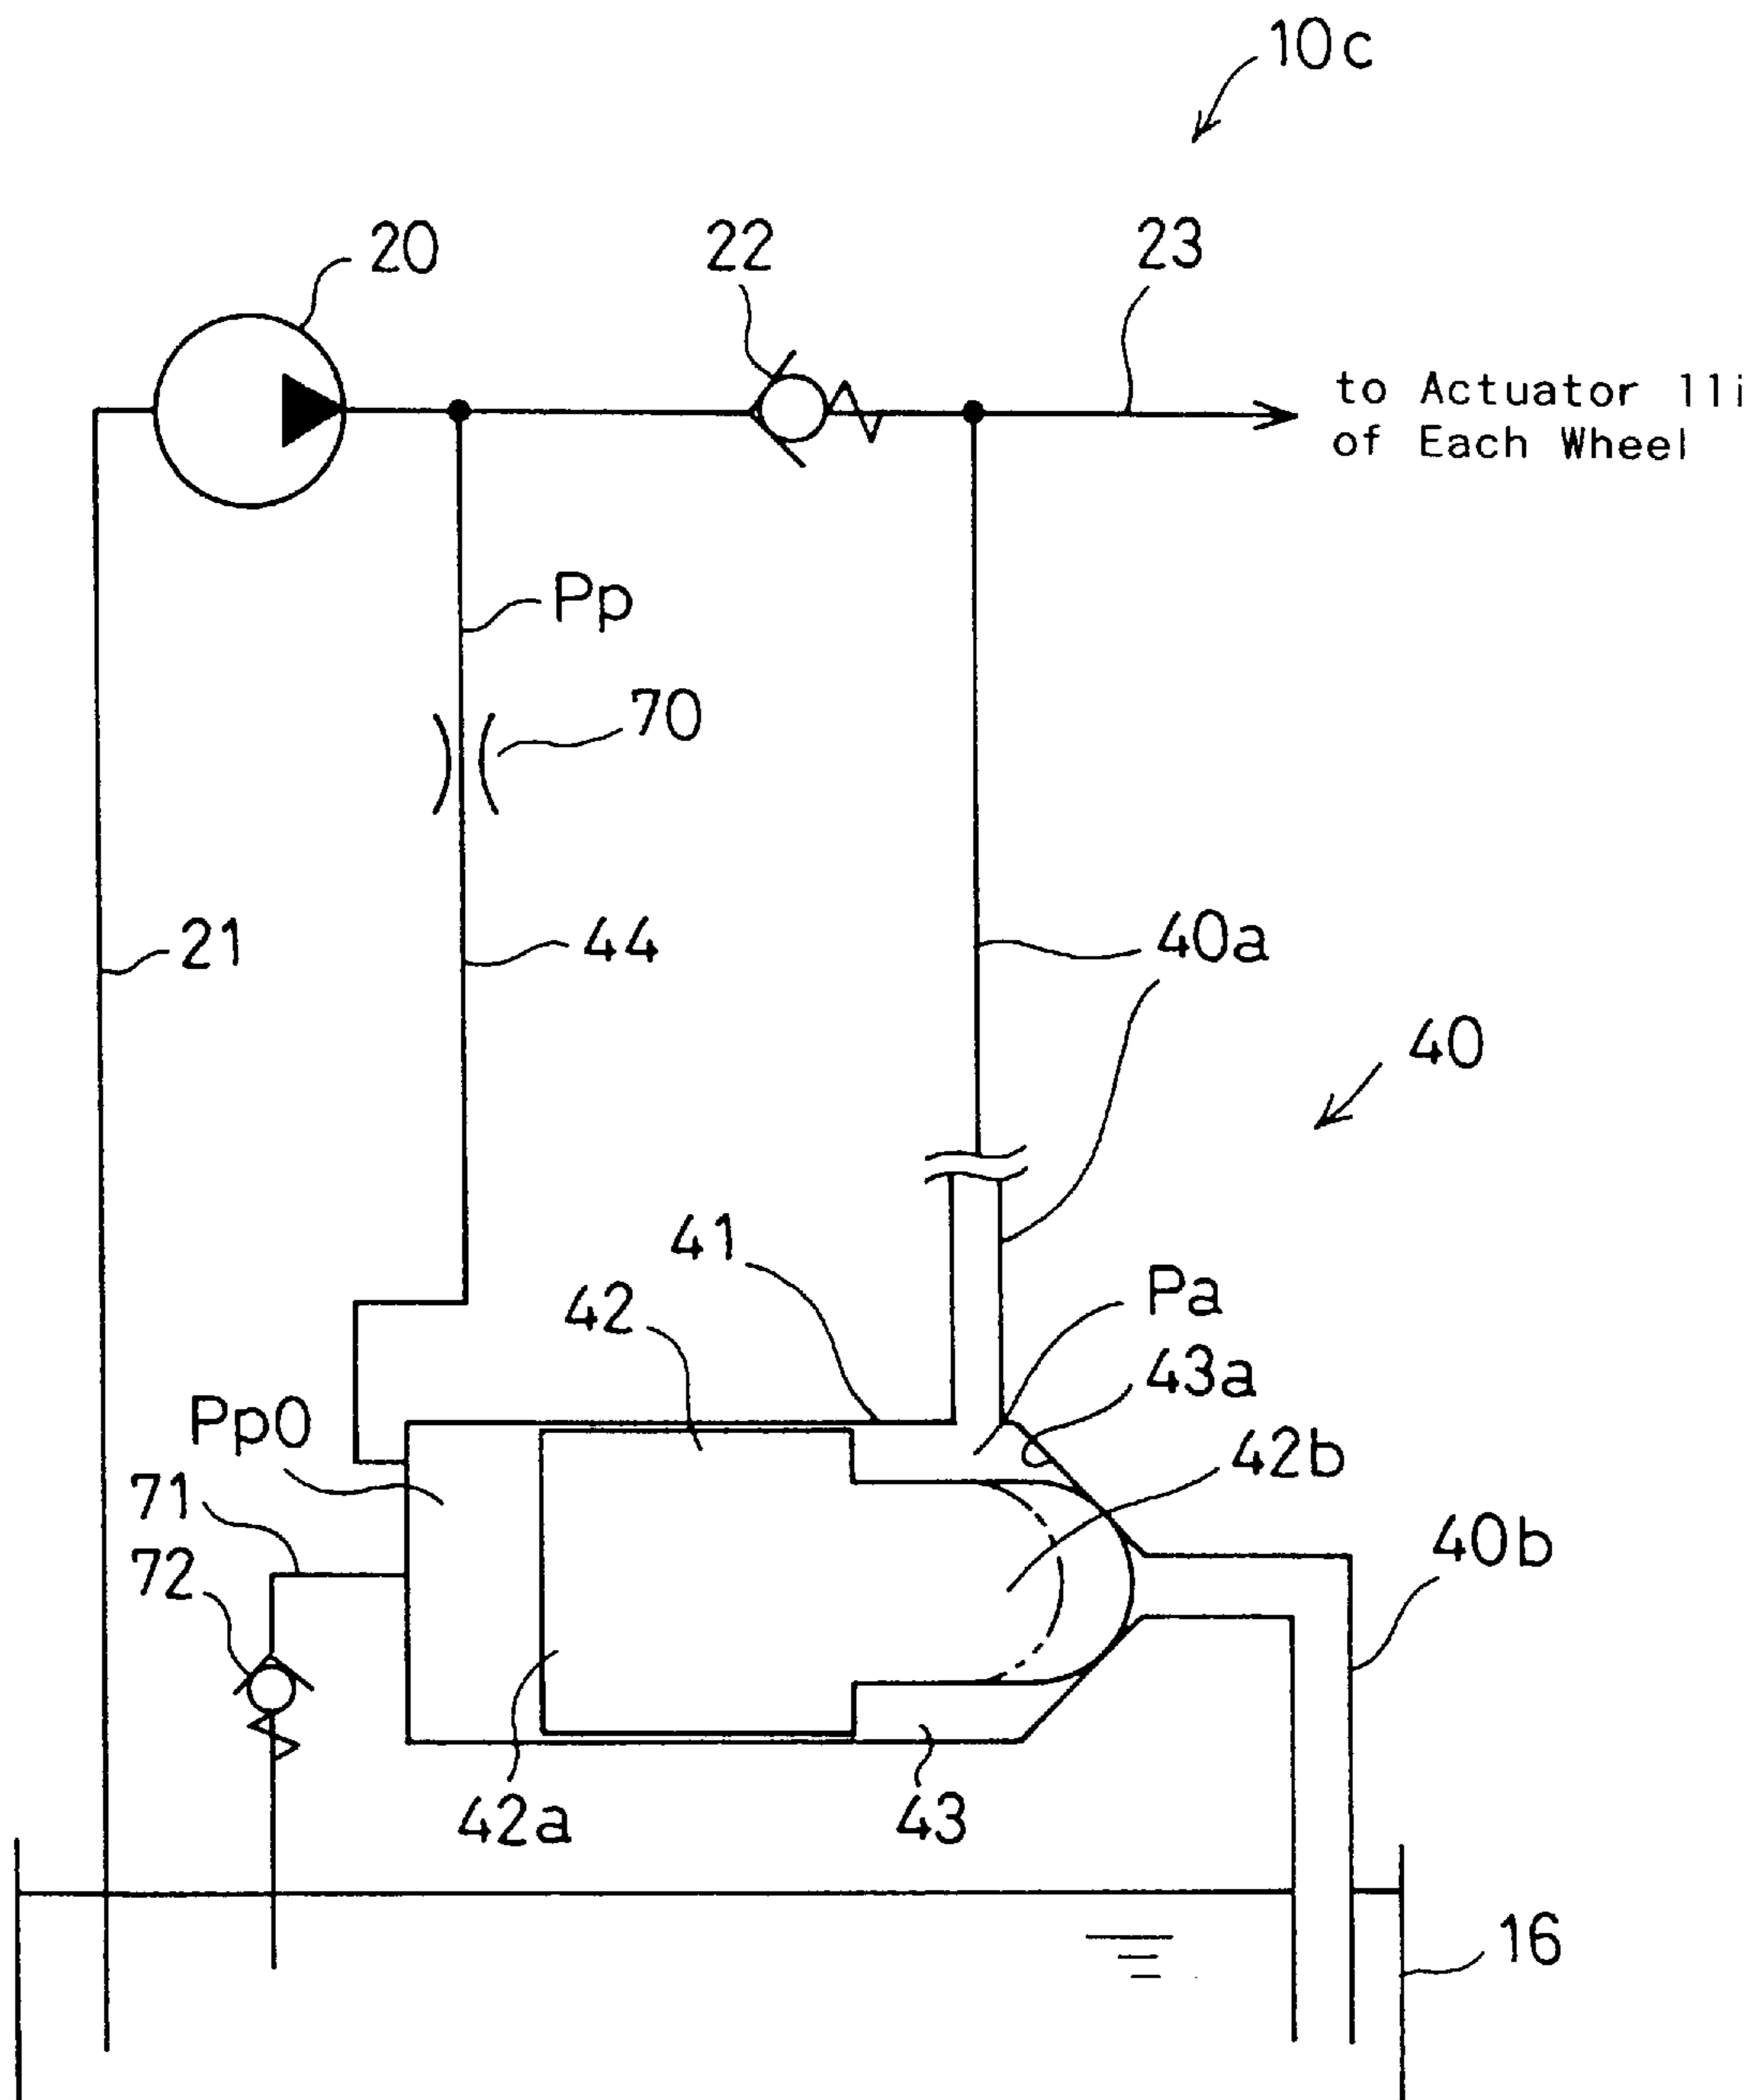 10c
20
22
23
to Actuator 11i
of Each Wheel
Pp
70
21
44
40a
40
41
42
Pa
43a
Pp0
42b
71
72
40b
42a
43
16